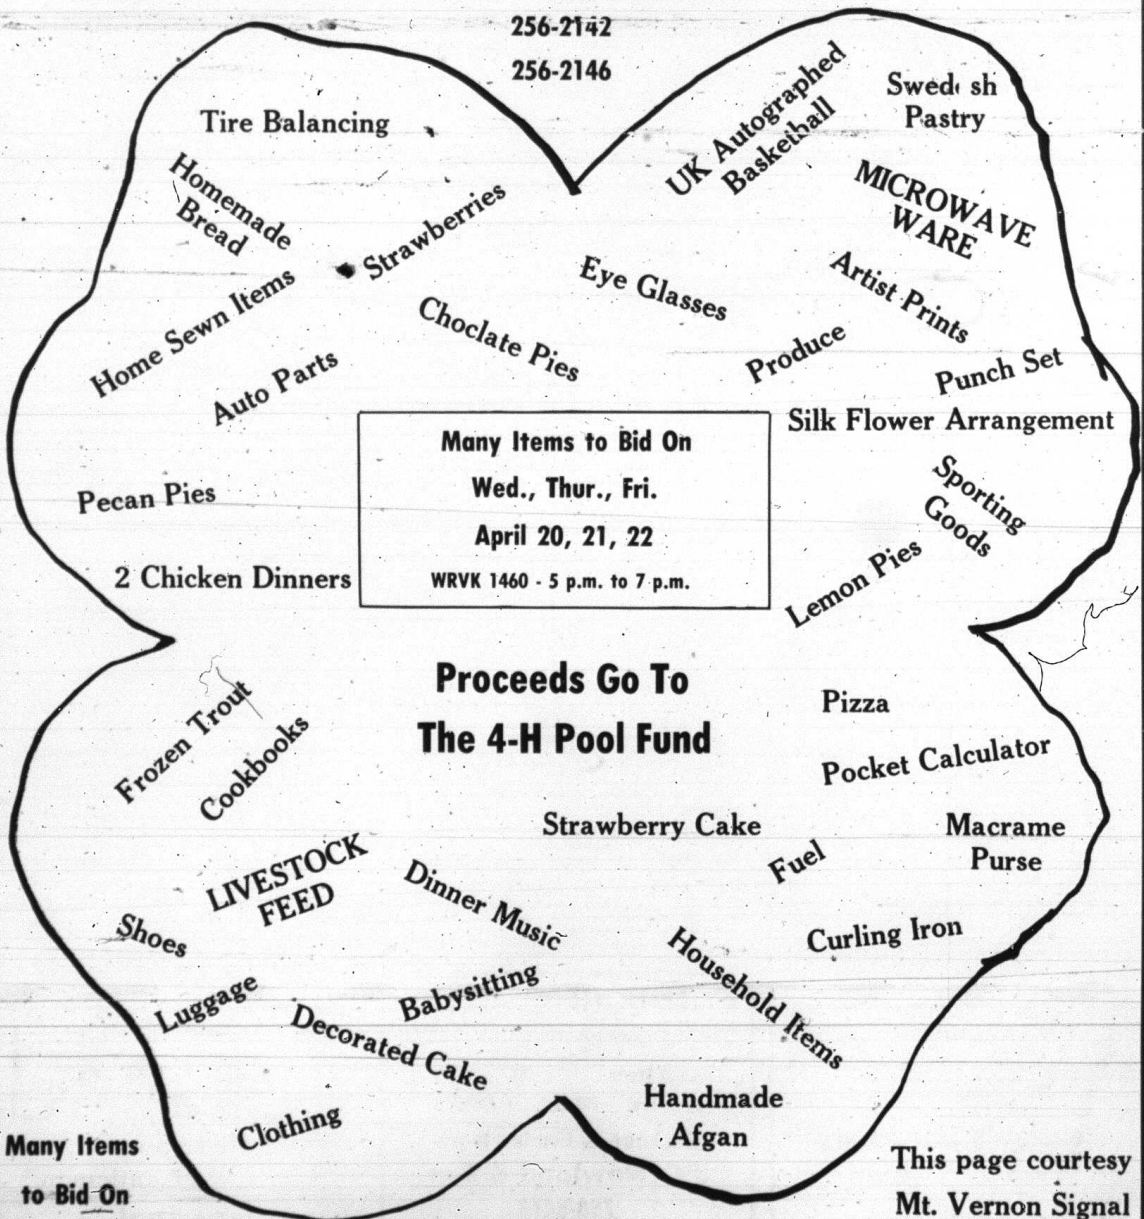 256-2142
256-2146
Tire Balancing
Homemade
Bread
Strawberries
Home Sewn Items
Auto Parts
Choclate Pies
Pecan Pies
2 Chicken Dinners
UK Autographed
Basketball
Swedish
Pastry
MICROWAVE
WARE
Eye Glasses
Artist Prints
Produce
Punch Set
Silk Flower Arrangement
Sporting
Goods
Lemon Pies
Many Items to Bid On
Wed., Thur., Fri.
April 20, 21, 22
WRVK 1460 - 5 p.m. to 7 p.m.
Proceeds Go To
The 4-H Pool Fund
Frozen Trout
Cookbooks
Pizza
Pocket Calculator
Strawberry Cake
Macrame
Purse
Fuel
LIVESTOCK
FEED
Dinner Music
Shoes
Curling Iron
Household Items
Luggage
Babysitting
Decorated Cake
Clothing
Handmade
Afgan
Many Items
to Bid On
This page courtesy
Mt. Vernon Signal